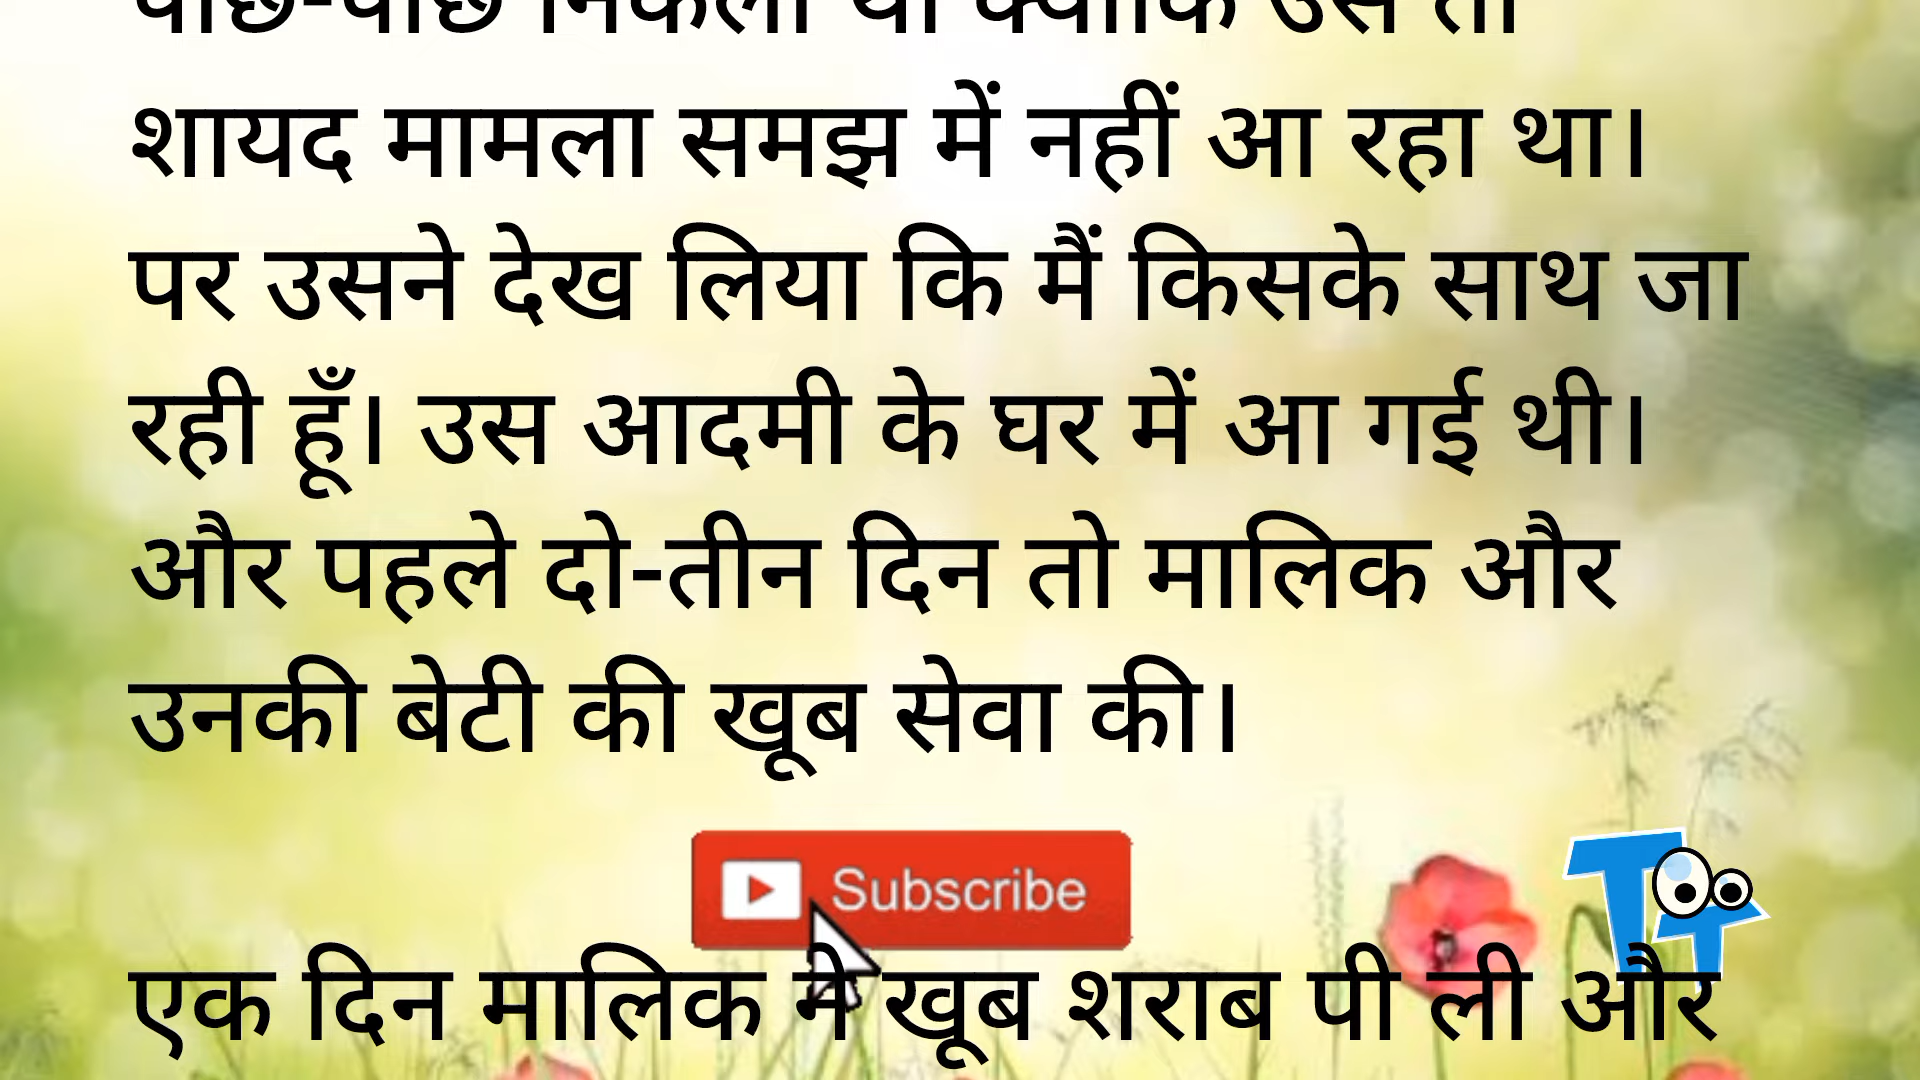 पीछे-पीछे निकला था क्योंकि उसे तो
शायद मामला समझ में नहीं आ रहा था।
पर उसने देख लिया कि मैं किसके साथ जा
रही हूँ। उस आदमी के घर में आ गई थी।
और पहले दो-तीन दिन तो मालिक और
उनकी बेटी की खूब सेवा की।
Subscribe
TT
एक दिन मालिक ने खूब शराब पी ली और